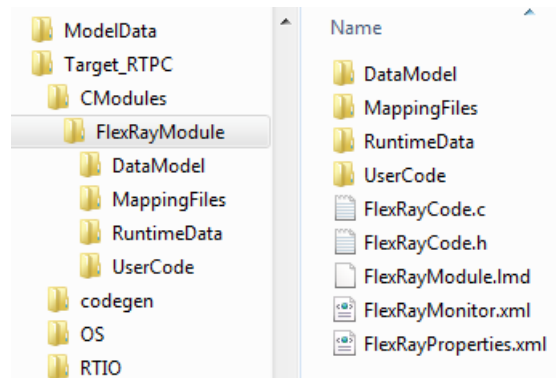 ModelData
Target_RTPC
CModules
FlexRayModule
DataModel
MappingFiles
RuntimeData
UserCode
codegen
OS
RTIO
Name
DataModel
MappingFiles
RuntimeData
UserCode
FlexRayCode.c
FlexRayCode.h
FlexRayModule.lmd
FlexRayMonitor.xml
FlexRayProperties.xml